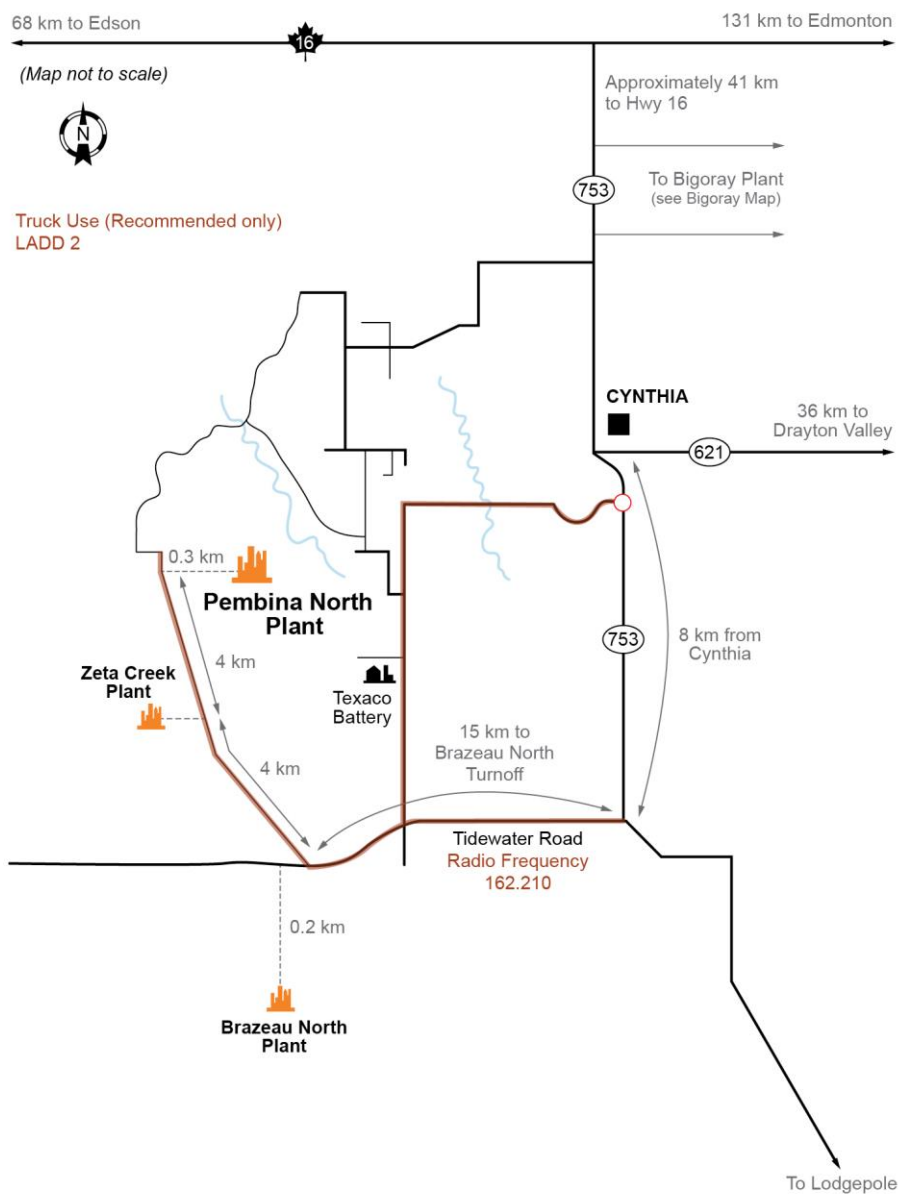 68 km to Edson
131 km to Edmonton
16
(Map not to scale)
Approximately 41 km
to Hwy 16
N
753
To Bigoray Plant
(see Bigoray Map)
Truck Use (Recommended only)
LADD 2
CYNTHIA
36 km to
Drayton Valley
621
0.3 km
Pembina North
Plant
753
8 km from
Cynthia
4 km
Zeta Creek
Plant
Texaco
Battery
15 km to
Brazeau North
Turnoff
4 km
Tidewater Road
Radio Frequency
162.210
0.2 km
Brazeau North
Plant
To Lodgepole